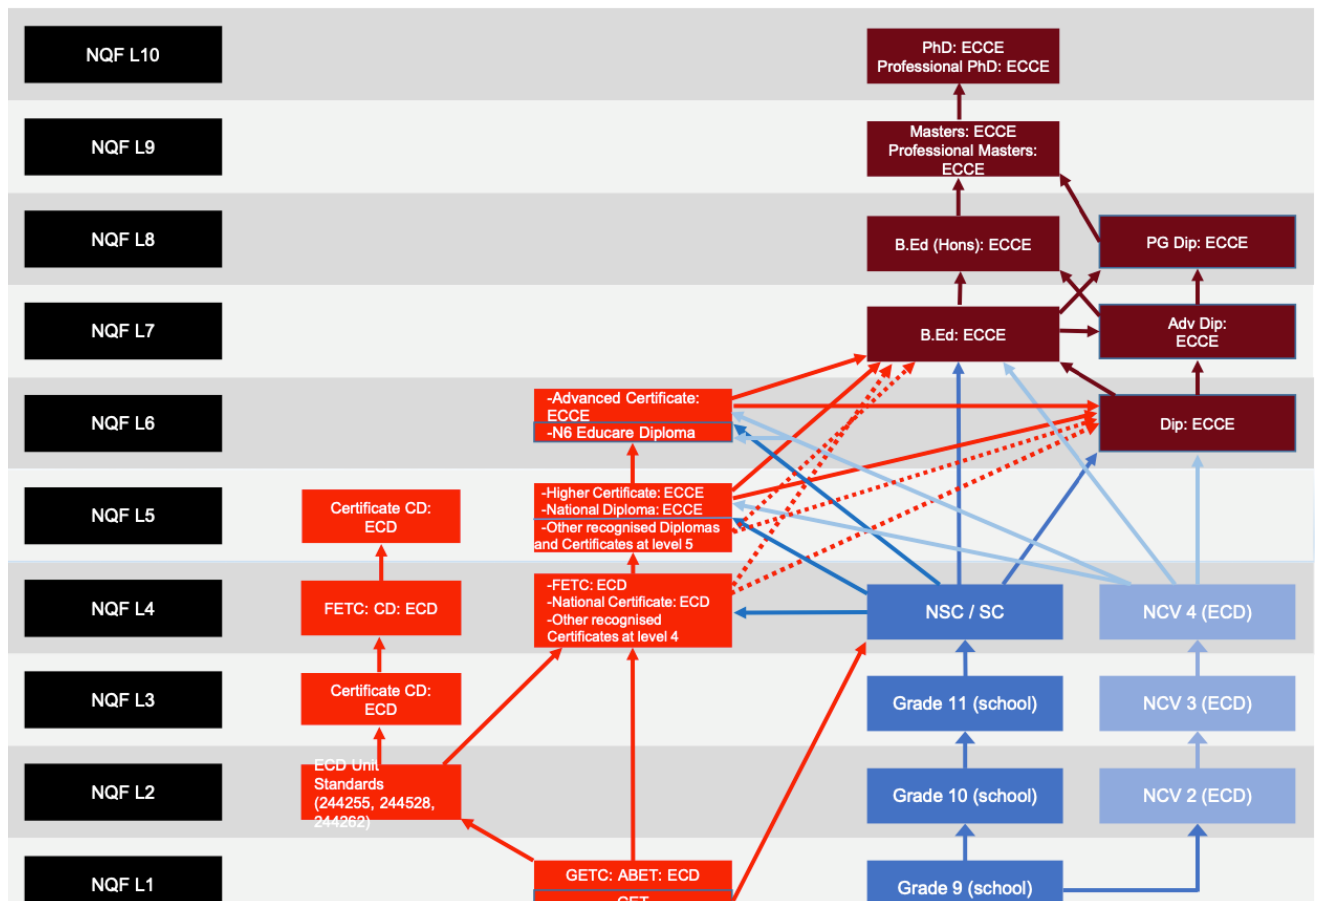 NQF L10
PhD: ECCE
Professional PhD: ECCE
NQF L9
Masters: ECCE
Professional Masters:
ECCE
NQF L8
B.Ed (Hons): ECCE
PG Dip: ECCE
NQF L7
B.Ed: ECCE
Adv Dip:
ECCE
NQF L6
-Advanced Certificate:
ECCE
-N6 Educare Diploma
Dip: ECCE
NQF L5
Certificate CD:
ECD
-Higher Certificate: ECCE
-National Diploma: ECCE
-Other recognised Diplomas
and Certificates at level 5
NQF L4
FETC: CD: ECD
-FETC: ECD
-National Certificate: ECD
-Other recognised
Certificates at level 4
NSC / SC
NCV 4 (ECD)
NQF L3
Certificate CD:
ECD
Grade 11 (school)
NCV 3 (ECD)
NQF L2
ECD Unit
Standards
(244255, 244528,
244262)
Grade 10 (school)
NCV 2 (ECD)
NQF L1
GETC: ABET: ECD
GET
Grade 9 (school)